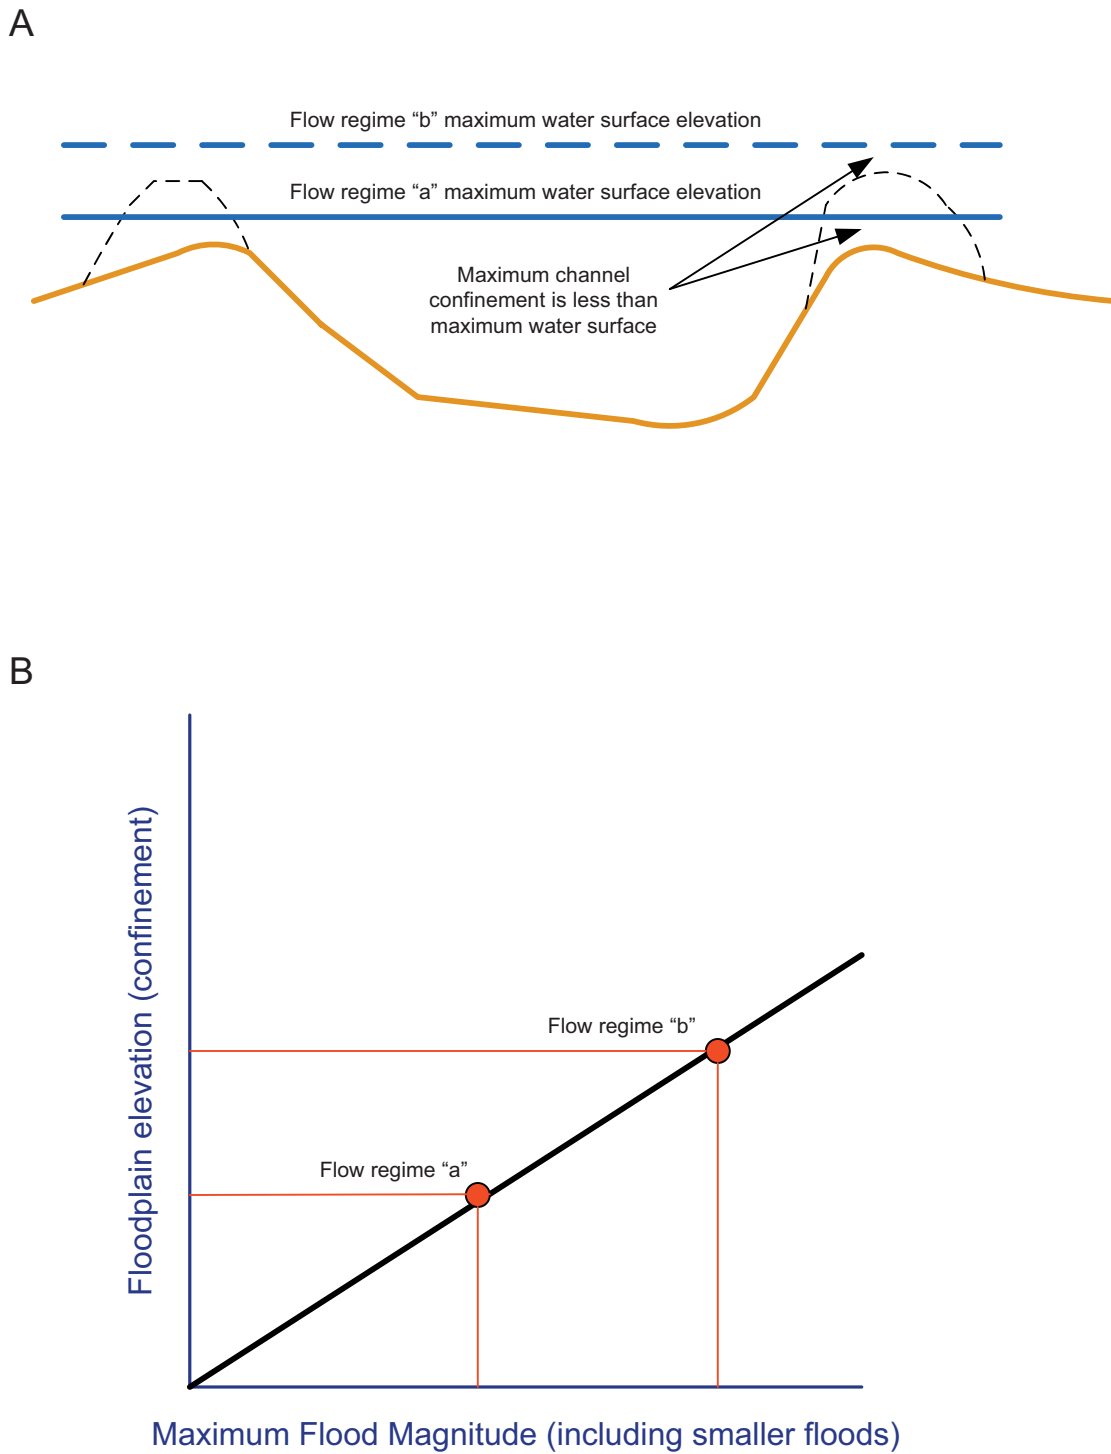 A
Flow regime “b” maximum water surface elevation
Flow regime “a” maximum water surface elevation
Maximum channel
confinement is less than
maximum water surface
B
Floodplain elevation (confinement)
Flow regime “b”
Flow regime “a”
Maximum Flood Magnitude (including smaller floods)